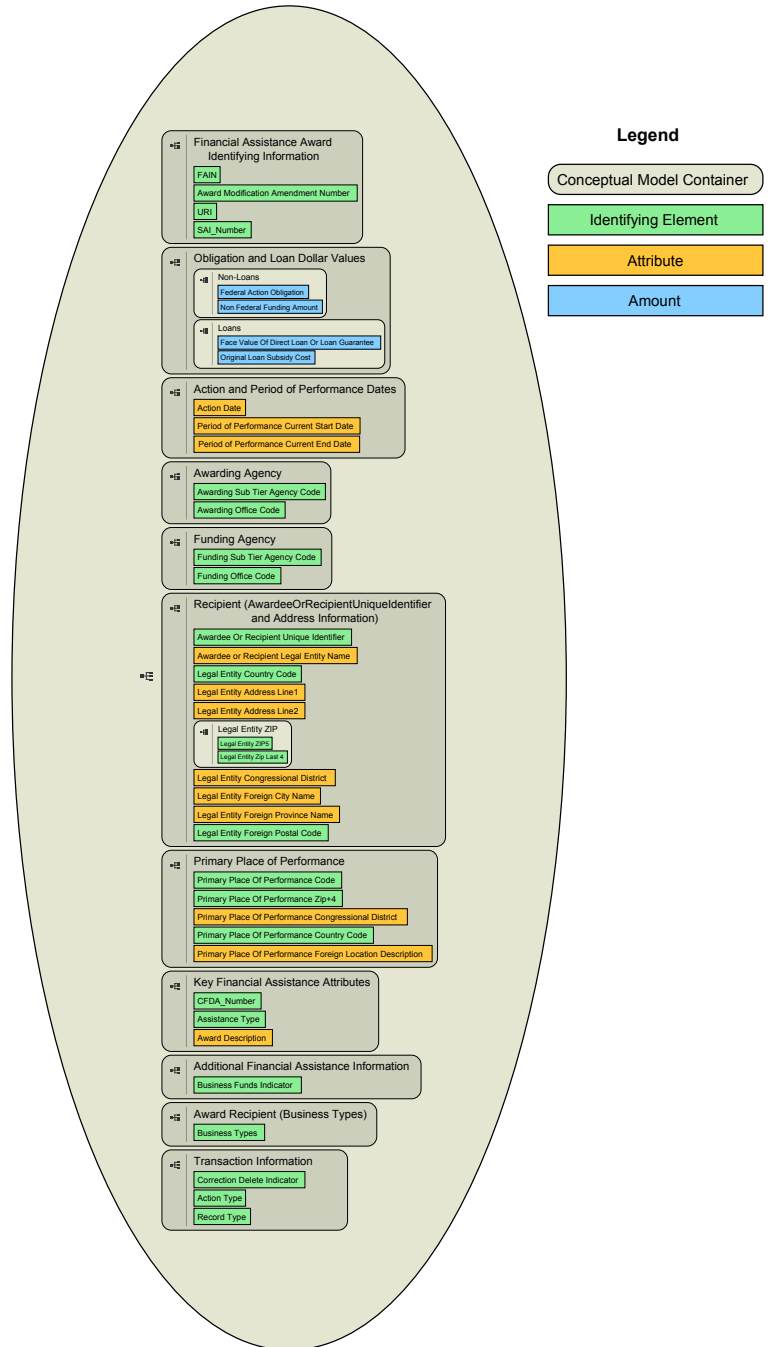 Legend
Conceptual Model Container
Identifying Element
Attribute
Amount
Financial Assistance Award
Identifying Information
FAIN
Award Modification Amendment Number
URI
SAI_Number
Obligation and Loan Dollar Values
Non-Loans
Federal Action Obligation
Non Federal Funding Amount
Loans
Face Value Of Direct Loan Or Loan Guarantee
Original Loan Subsidy Cost
Action and Period of Performance Dates
Action Date
Period of Performance Current Start Date
Period of Performance Current End Date
Awarding Agency
Awarding Sub Tier Agency Code
Awarding Office Code
Funding Agency
Funding Sub Tier Agency Code
Funding Office Code
Recipient (AwardeeOrRecipientUniqueIdentifier
and Address Information)
Awardee Or Recipient Unique Identifier
Awardee or Recipient Legal Entity Name
Legal Entity Country Code
Legal Entity Address Line1
Legal Entity Address Line2
Legal Entity ZIP
Legal Entity ZIP5
Legal Entity Zip Last 4
Legal Entity Congressional District
Legal Entity Foreign City Name
Legal Entity Foreign Province Name
Legal Entity Foreign Postal Code
Primary Place of Performance
Primary Place Of Performance Code
Primary Place Of Performance Zip+4
Primary Place Of Performance Congressional District
Primary Place Of Performance Country Code
Primary Place Of Performance Foreign Location Description
Key Financial Assistance Attributes
CFDA_Number
Assistance Type
Award Description
Additional Financial Assistance Information
Business Funds Indicator
Award Recipient (Business Types)
Business Types
Transaction Information
Correction Delete Indicator
Action Type
Record Type